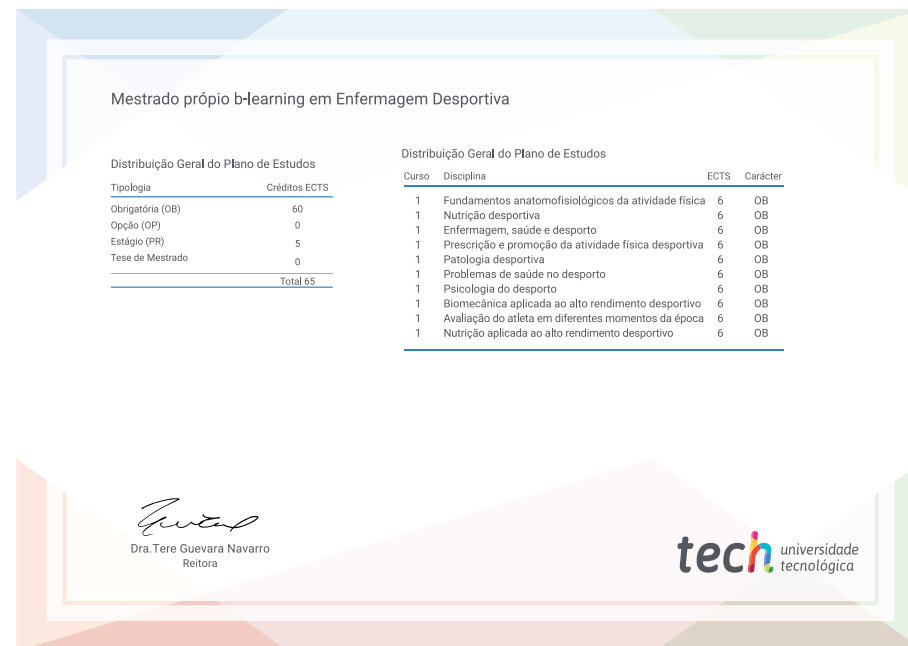 Mestrado própio b-learning em Enfermagem Desportiva
Distribuição Geral do Plano de Estudos
Tipologia Créditos ECTS
Obrigatória (OB) 60
Opção (OP) 0
Estágio (PR) 5
Tese de Mestrado 0
Total 65
Distribuição Geral do Plano de Estudos
Curso Disciplina ECTS Carácter
1 Fundamentos anatomofisiológicos da atividade física 6 OB
1 Nutrição desportiva 6 OB
1 Enfermagem, saúde e desporto 6 OB
1 Prescrição e promoção da atividade física desportiva 6 OB
1 Patologia desportiva 6 OB
1 Problemas de saúde no desporto 6 OB
1 Psicologia do desporto 6 OB
1 Biomecânica aplicada ao alto rendimento desportivo 6 OB
1 Avaliação do atleta em diferentes momentos da época 6 OB
1 Nutrição aplicada ao alto rendimento desportivo 6 OB
Dra.Tere Guevara Navarro
Reitora
tech universidade
tecnológica